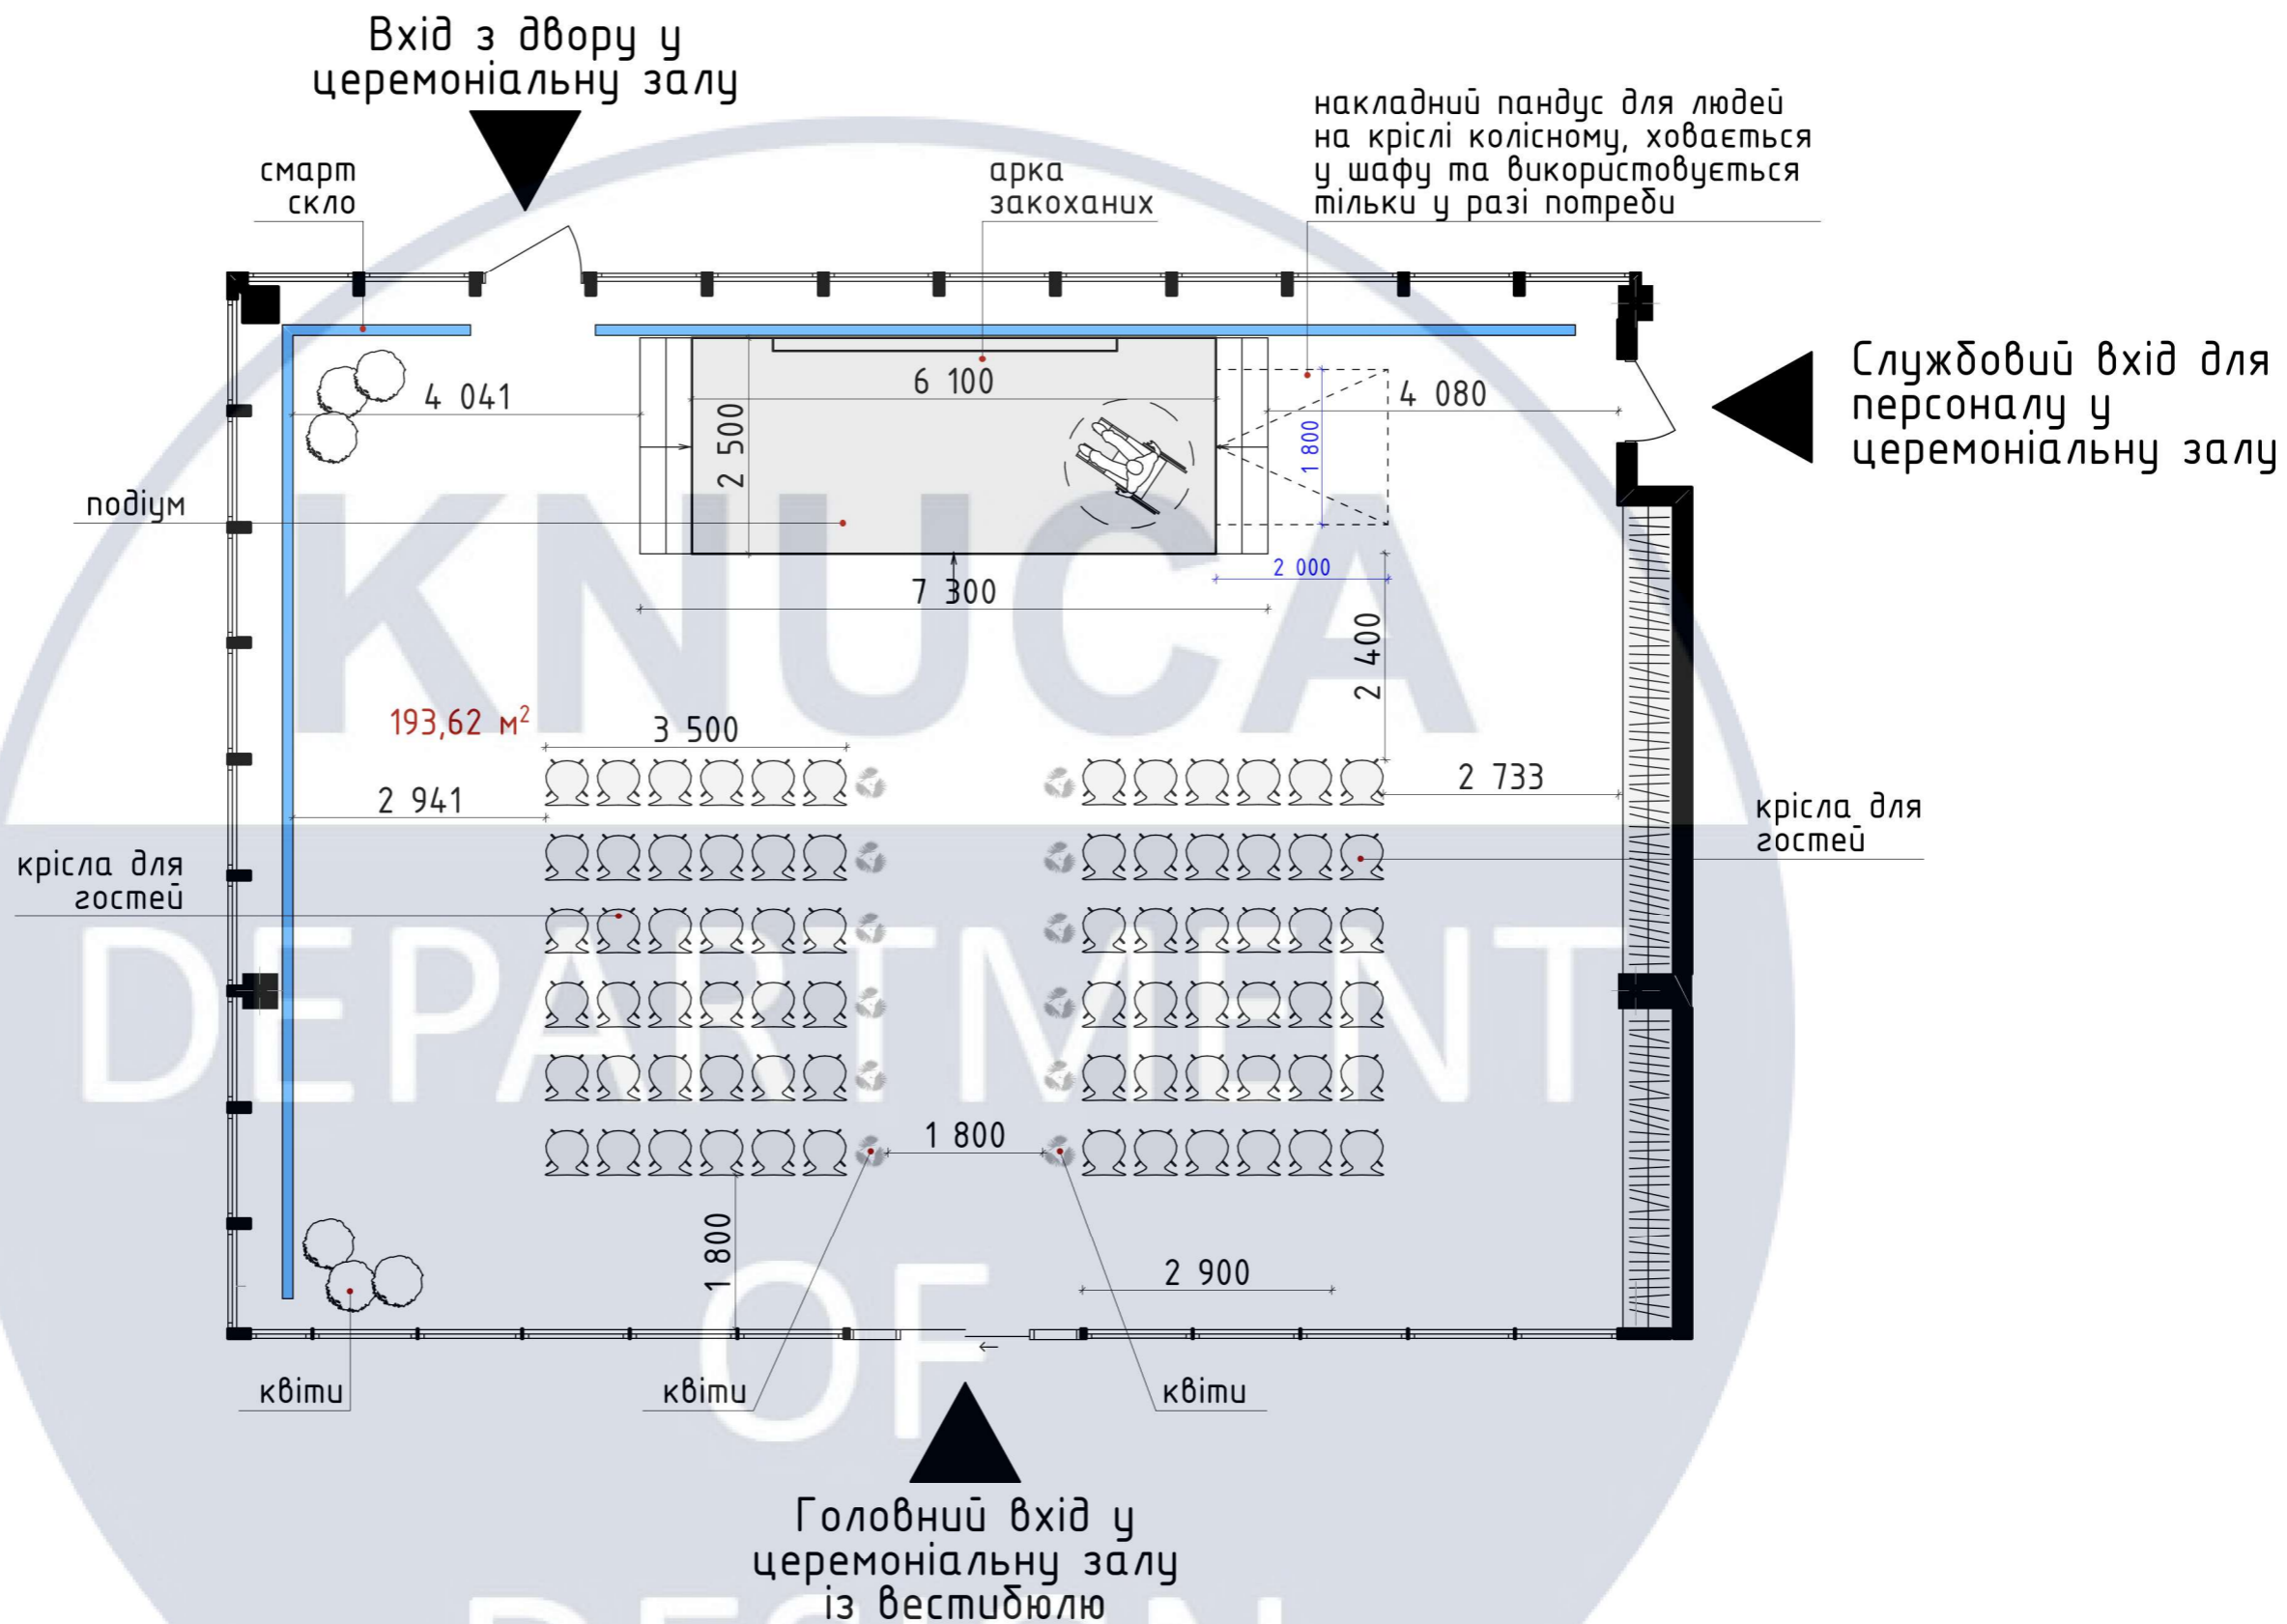 Вхід з двору у
церемоніальну залу
накладний пандус для людей
на кріслі колісному, ховається
у шафу та використовується
тільки у разі потреби
смарт
скло
арка
закоханих
Службовий вхід для
персоналу у
церемоніальну залу
4 041
6 100
4 080
2 500
1 800
подіум
2 000
7 300
2 400
KNUCA
193,62 м²
3 500
2 941
2 733
крісла для
гостей
крісла для
гостей
DEPARTMENT
1 800
1 800
2 900
OF
квіти
квіти
квіти
Головний вхід у
церемоніальну залу
із вестибюлю
DESIGN